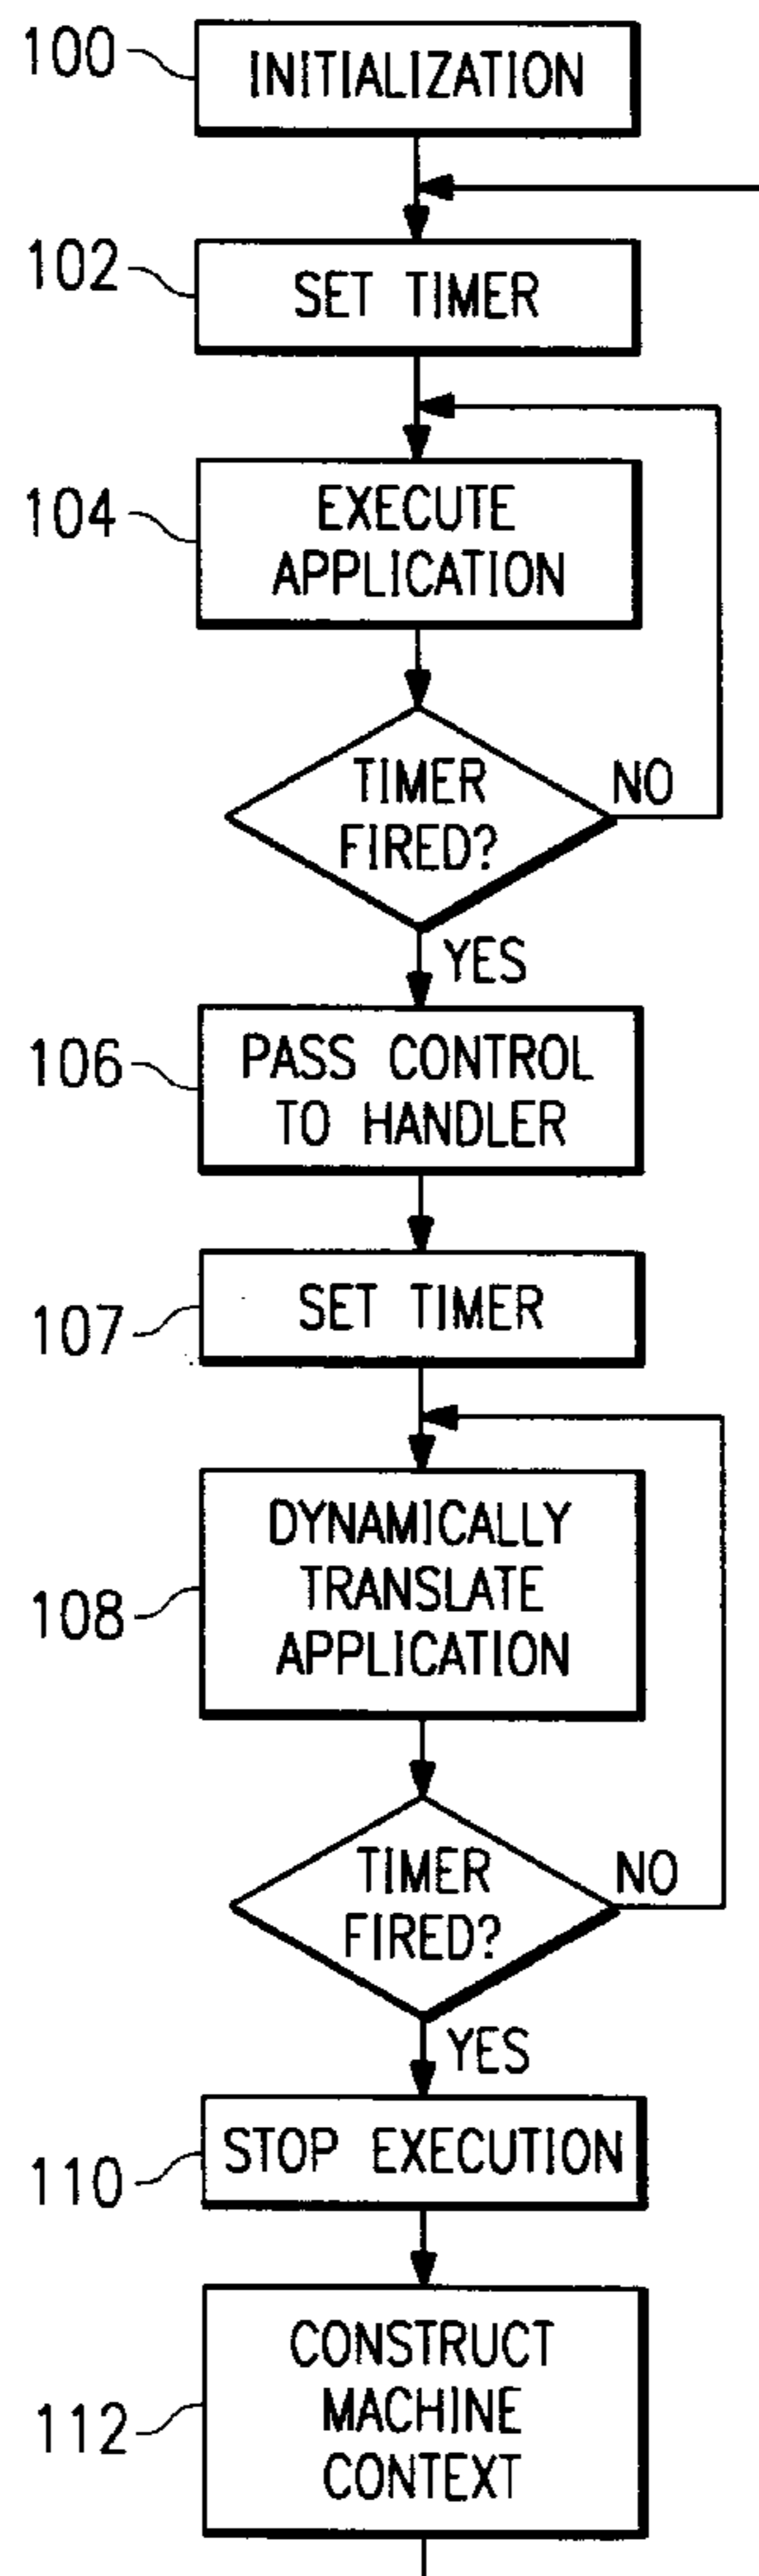 100
INITIALIZATION
102
SET TIMER
104
EXECUTE
APPLICATION
TIMER
FIRED?
NO
YES
106
PASS CONTROL
TO HANDLER
107
SET TIMER
108
DYNAMICALLY
TRANSLATE
APPLICATION
TIMER
FIRED?
NO
YES
110
STOP EXECUTION
112
CONSTRUCT
MACHINE
CONTEXT